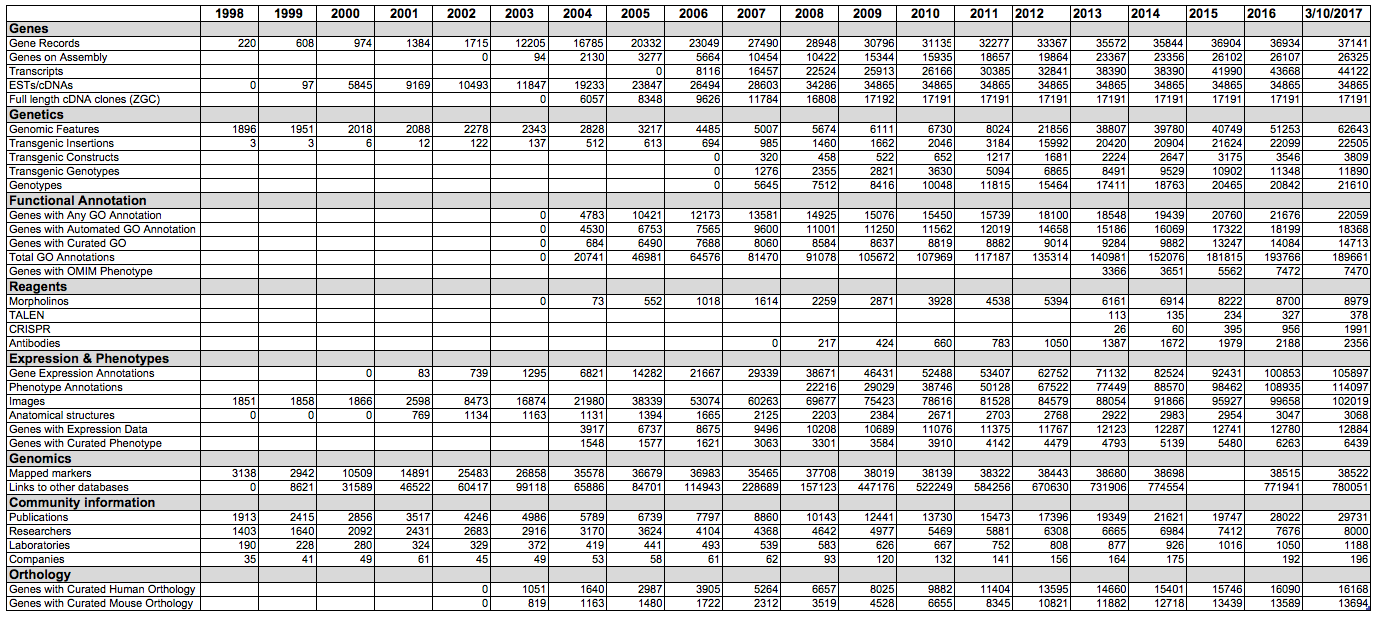 1998 1999 2000 2001 2002 2003 2004 2005 2006 2007 2008 2009 2010 2011 2012 2013 2014 2015 2016 3/10/2017
Genes
Gene Records 220 608 974 1384 1715 12205 16785 20332 23049 27490 28948 30796 31135 32277 33367 35572 35844 36904 36934 37141
Genes on Assembly 0 94 2130 3277 5664 10454 10422 15344 15935 18657 19864 23367 23356 26102 26107 26325
Transcripts 0 8116 16457 22524 25913 26166 30385 32841 38390 38390 41990 43668 44122
ESTs/cDNAs 0 97 5845 9169 10493 11847 19233 23847 26494 28603 34286 34865 34865 34865 34865 34865 34865 34865 34865 34865
Full length cDNA clones (ZGC) 0 6057 8348 9626 11784 16808 17192 17191 17191 17191 17191 17191 17191 17191 17191
Genetics
Genomic Features 1896 1951 2018 2088 2278 2343 2828 3217 4485 5007 5674 6111 6730 8024 21856 38807 39780 40749 51253 62643
Transgenic Insertions 3 3 6 12 122 137 512 613 694 985 1460 1662 2046 3184 15992 20420 20904 21624 22099 22505
Transgenic Constructs 0 320 458 522 652 1217 1681 2224 2647 3175 3546 3809
Transgenic Genotypes 0 1276 2355 2821 3630 5094 6865 8491 9529 10902 11348 11890
Genotypes 0 5645 7512 8416 10048 11815 15464 17411 18763 20465 20842 21610
Functional Annotation
Genes with Any GO Annotation 0 4783 10421 12173 13581 14925 15076 15450 15739 18100 18548 19439 20760 21676 22059
Genes with Automated GO Annotation 0 4530 6753 7565 9600 11001 11250 11562 12019 14658 15186 16069 17322 18199 18368
Genes with Curated GO 0 684 6490 7688 8060 8584 8637 8819 8882 9014 9284 9882 13247 14084 14713
Total GO Annotations 0 20741 46981 64576 81470 91078 105672 107969 117187 135314 140981 152076 181815 193766 189661
Genes with OMIM Phenotype 3366 3651 5562 7472 7470
Reagents
Morpholinos 0 73 552 1018 1614 2259 2871 3928 4538 5394 6161 6914 8222 8700 8979
TALEN 113 135 234 327 378
CRISPR 26 60 395 956 1991
Antibodies 0 217 424 660 783 1050 1387 1672 1979 2188 2356
Expression & Phenotypes
Gene Expression Annotations 0 83 739 1295 6821 14282 21667 29339 38671 46431 52488 53407 62752 71132 82524 92431 100853 105897
Phenotype Annotations 22216 29029 38746 50128 67522 77449 88570 98462 108935 114097
Images 1851 1858 1866 2598 8473 16874 21980 38339 53074 60263 69677 75423 78616 81528 84579 88054 91866 95927 99658 102019
Anatomical structures 0 0 0 769 1134 1163 1131 1394 1665 2125 2203 2384 2671 2703 2768 2922 2983 2954 3047 3068
Genes with Expression Data 3917 6737 8675 9496 10208 10689 11076 11375 11767 12123 12287 12741 12780 12884
Genes with Curated Phenotype 1548 1577 1621 3063 3301 3584 3910 4142 4479 4793 5139 5480 6263 6439
Genomics
Mapped markers 3138 2942 10509 14891 25483 26858 35578 36679 36983 35465 37708 38019 38139 38322 38443 38680 38698 38515 38522
Links to other databases 0 8621 31589 46522 60417 99118 65886 84701 114943 228689 157123 447176 522249 584256 670630 731906 774554 771941 780051
Community information
Publications 1913 2415 2856 3517 4246 4986 5789 6739 7797 8860 10143 12441 13730 15473 17396 19349 21621 19747 28022 29731
Researchers 1403 1640 2092 2431 2683 2916 3170 3624 4104 4368 4642 4977 5469 5881 6308 6665 6984 7412 7676 8000
Laboratories 190 228 280 324 329 372 419 441 493 539 583 626 667 752 808 877 926 1016 1050 1188
Companies 35 41 49 61 45 49 53 58 61 62 93 120 132 141 156 164 175 192 196
Orthology
Genes with Curated Human Orthology 0 1051 1640 2987 3905 5264 6657 8025 9882 11404 13595 14660 15401 15746 16090 16168
Genes with Curated Mouse Orthology 0 819 1163 1480 1722 2312 3519 4528 6655 8345 10821 11882 12718 13439 13589 13694